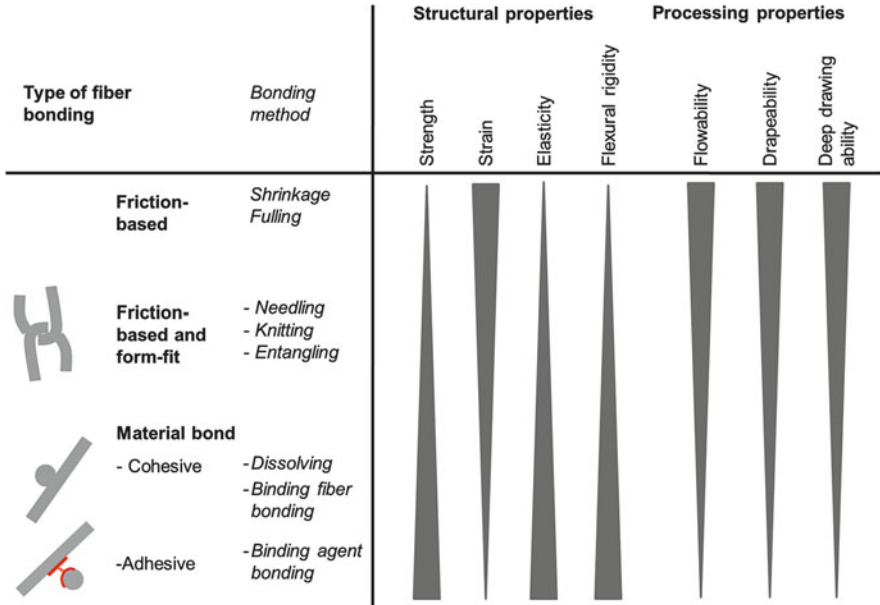 Structural properties
Processing properties
Type of fiber
bonding
Bonding
method
Strength
Strain
Elasticity
Flexural rigidity
Flowability
Drapeability
Deep drawing
ability
Friction-
based
Shrinkage
Fulling
Friction-
based and
form-fit
- Needling
- Knitting
- Entangling
Material bond
- Cohesive
-Dissolving
-Binding fiber
bonding
-Adhesive
-Binding agent
bonding